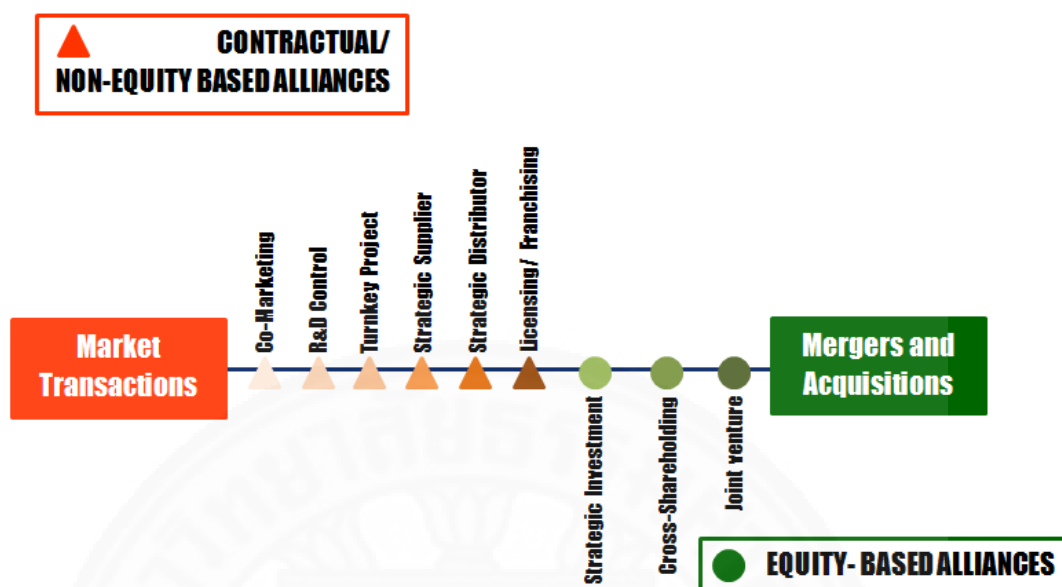 CONTRACTUAL/
NON-EQUITY BASED ALLIANCES
Co-Marketing
R&D Control
Turnkey Project
Strategic Supplier
Strategic Distributor
Licensing/ Franchising
Market
Transactions
Mergers and
Acquisitions
Strategic Investment
Cross-Shareholding
Joint Venture
EQUITY- BASED ALLIANCES